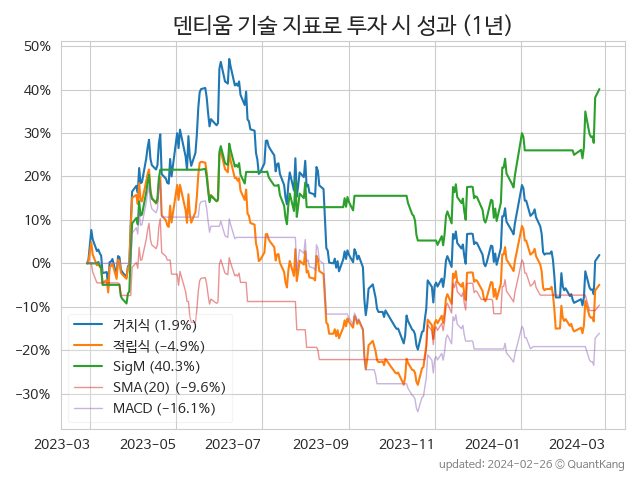 덴티움 기술 지표로 투자 시 성과 (1년)
50%
40%
30%
20%
10%
0%
−10%
−20%
−30%
거치식 (1.9%)
적립식 (−4.9%)
SigM (40.3%)
SMA(20) (−9.6%)
MACD (−16.1%)
2023-03 2023-05 2023-07 2023-09 2023-11 2024-01 2024-03
updated: 2024-02-26 © QuantKang